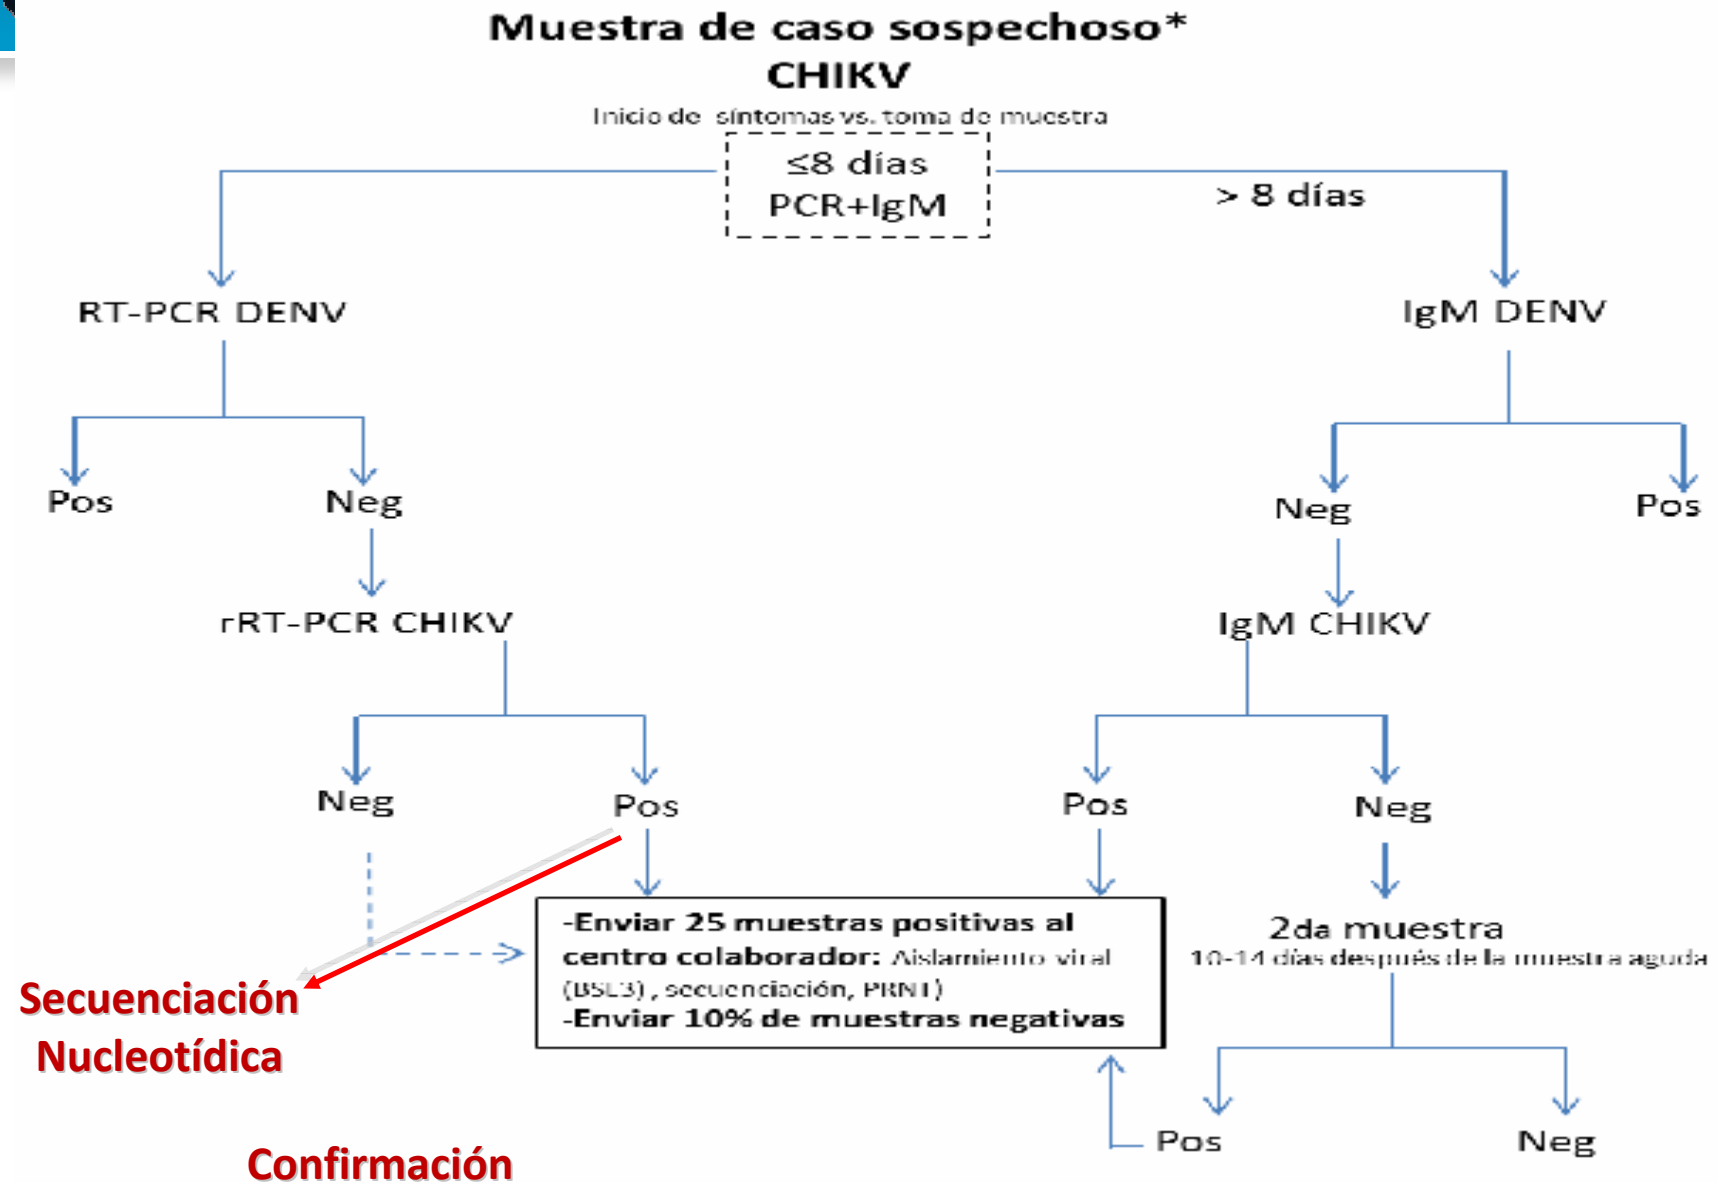 Muestra de caso sospechoso*
CHIKV
Inicio de síntomas vs. toma de muestra
≤8 días
PCR+IgM
> 8 días
RT-PCR DENV
IgM DENV
Pos
Neg
Neg
Pos
rRT-PCR CHIKV
IgM CHIKV
Neg
Pos
Pos
Neg
-Enviar 25 muestras positivas al
centro colaborador: Aislamiento viral
(BSL3) , secuenciación, PRNT)
-Enviar 10% de muestras negativas
2da muestra
10-14 días después de la muestra aguda
Secuenciación
Nucleotídica
Pos
Neg
Confirmación